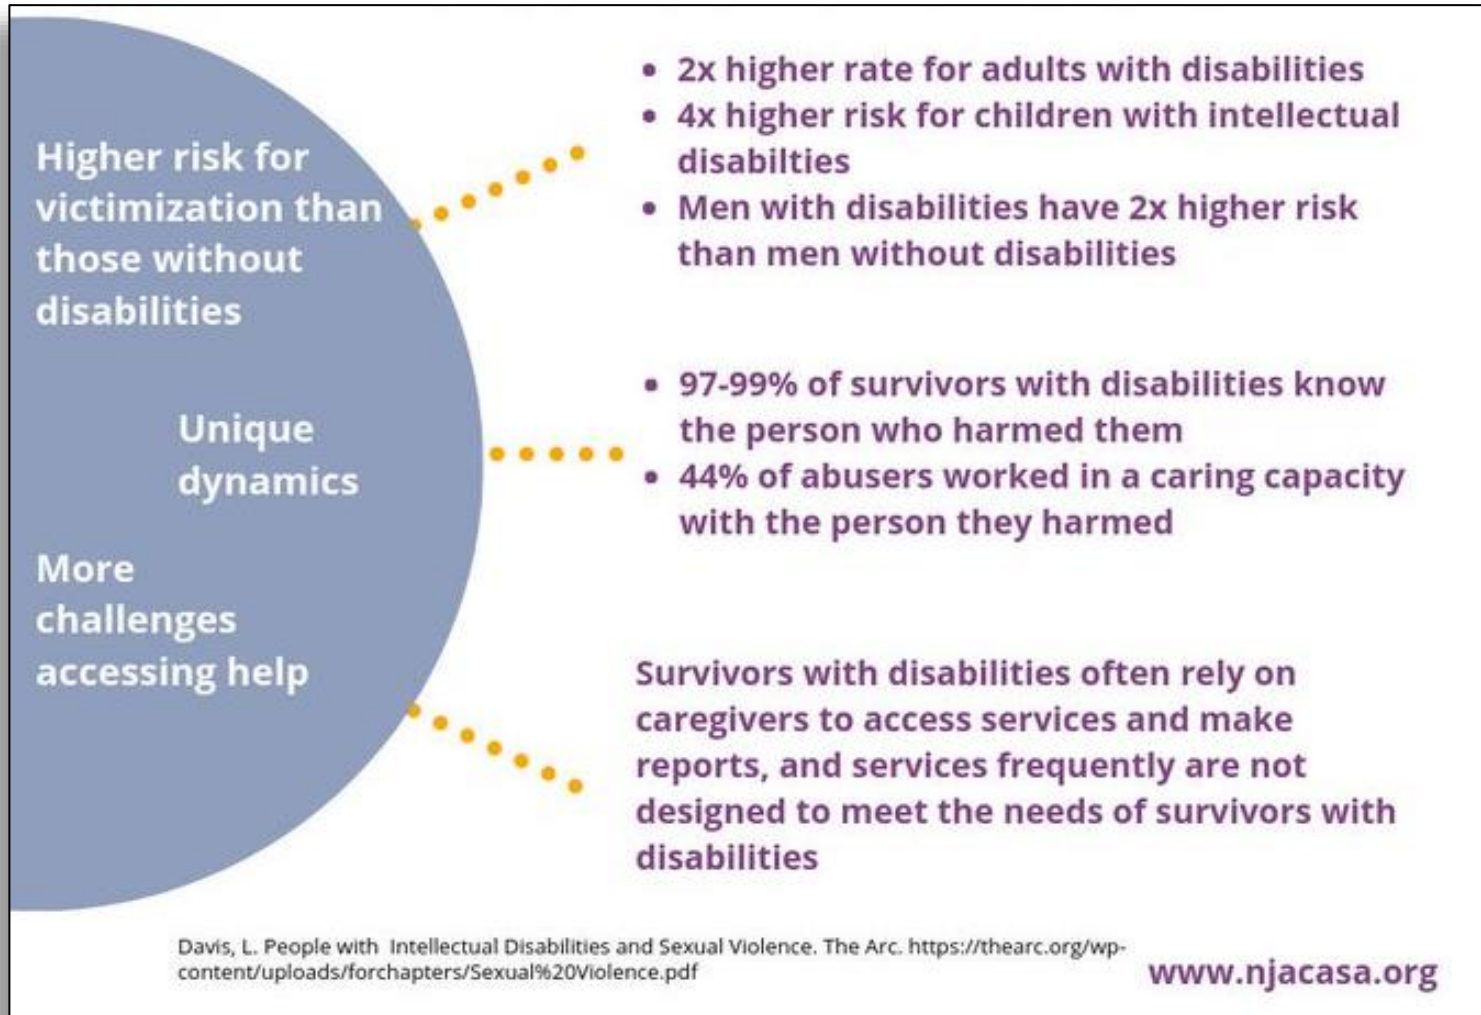 Higher risk for
victimization than
those without
disabilities
• 2x higher rate for adults with disabilities
• 4x higher risk for children with intellectual
disabilties
• Men with disabilities have 2x higher risk
than men without disabilities
Unique
dynamics
• 97-99% of survivors with disabilities know
the person who harmed them
• 44% of abusers worked in a caring capacity
with the person they harmed
More
challenges
accessing help
Survivors with disabilities often rely on
caregivers to access services and make
reports, and services frequently are not
designed to meet the needs of survivors with
disabilities
Davis, L. People with Intellectual Disabilities and Sexual Violence. The Arc. https://thearc.org/wp-
content/uploads/forchapters/Sexual%20Violence.pdf
www.njacasa.org